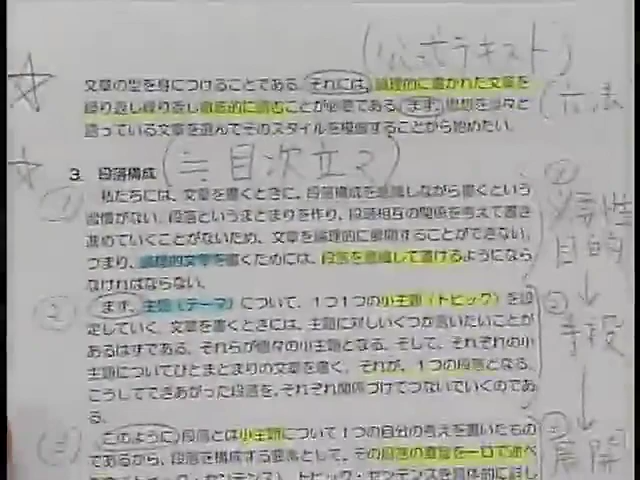 (公式テキスト)
文章の型を身につけることである。それには、論理的に書かれた文章を
繰り返し繰り返し徹底的に読むことが必要である。まず、思想を淡々と
語っている文章を選んでそのスタイルを模倣することから始めたい。
(六法
3. 段落構成 (≒目次立て)
私たちには、文章を書くときに、段落構成を意識しながら書くという
習慣がない。段落というまとまりを作り、段落相互の関係を考えて書き
進めていくことがないため、文章を論理的に展開することができない。
つまり、論理的文章を書くためには、段落を意識して書けるようになら
なければならない。
① 必要性
目的
まず、主題(テーマ)について、1つ1つの小主題(トピック)を設
定していく。文章を書くときには、主題に対しいくつか言いたいことが
あるはずである。それらが個々の小主題となる。そして、それぞれの小
主題についてひとまとまりの文章を書く。それが、1つの段落となる。
こうしてできあがった段落を、それぞれ関係づけてつないでいくのであ
る。
② ↓
手段
このように、段落とは小主題について1つの自分の考えを書いたもの
であるから、段落を構成する要素として、その段落の趣旨を一口で述べ
③ ↓
展開